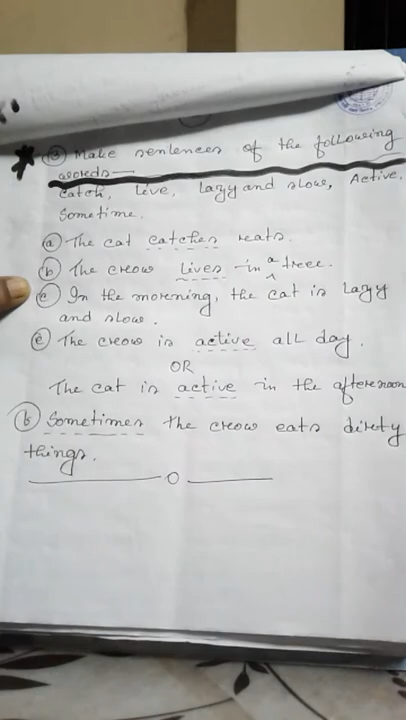 (3) Make sentences of the following
words—
Catch, Live, Lazy and slow, Active,
Sometime.
(a) The cat catches rats.
(b) The crow lives in a tree.
(c) In the morning, the cat is lazy
and slow.
(e) The crow is active all day.
OR
The cat is active in the afternoon
(b) Sometimes the crow eats dirty
things.